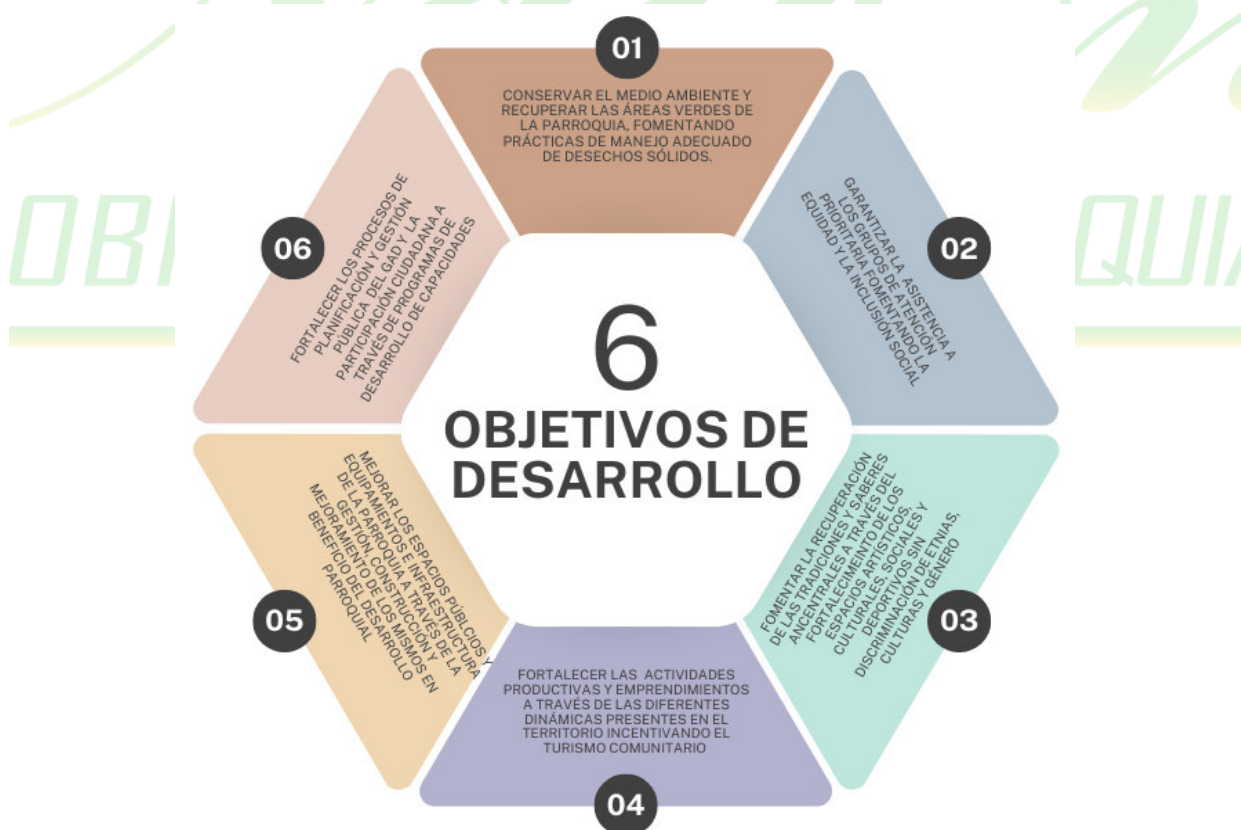 01
CONSERVAR EL MEDIO AMBIENTE Y
RECUPERAR LAS ÁREAS VERDES DE
LA PARROQUIA, FOMENTANDO
PRÁCTICAS DE MANEJO ADECUADO
DE DESECHOS SÓLIDOS.
02
GARANTIZAR LA ASISTENCIA A
LOS GRUPOS DE ATENCIÓN
PRIORITARIA FOMENTANDO LA
EQUIDAD Y LA INCLUSIÓN SOCIAL
03
FOMENTAR LA RECUPERACIÓN
DE LAS TRADICIONES Y SABERES
ANCENTRALES A TRAVÉS DEL
FORTALECIMEINTO DE LOS
ESPACIOS ARTÍSTICOS,
CULTURALES, SOCIALES Y
DEPORTIVOS SIN
DISCRIMINACIÓN DE ETNIAS,
CULTURAS Y GÉNERO
04
FORTALECER LAS ACTIVIDADES
PRODUCTIVAS Y EMPRENDIMIENTOS
A TRAVÉS DE LAS DIFERENTES
DINÁMICAS PRESENTES EN EL
TERRITORIO INCENTIVANDO EL
TURISMO COMUNITARIO
05
MEJORAR LOS ESPACIOS PÚBLCIOS Y
EQUIPAMIENTOS E INFRAESTRUCTURA
DE LA PARROQUIA A TRAVÉS DE LA
GESTIÓN, CONSTRUCCIÓN Y
MEJORAMIENTO DE LOS MISMOS EN
BENEFICIO DEL DESARROLLO
PARROQUIAL
06
FORTALECER LOS PROCESOS DE
PLANIFICACIÓN Y GESTIÓN
PÚBLICA DEL GAD Y LA
PARTICIPACIÓN CIUDADANA A
TRAVÉS DE PROGRAMAS DE
DESARROLLO DE CAPACIDADES
6
OBJETIVOS DE
DESARROLLO